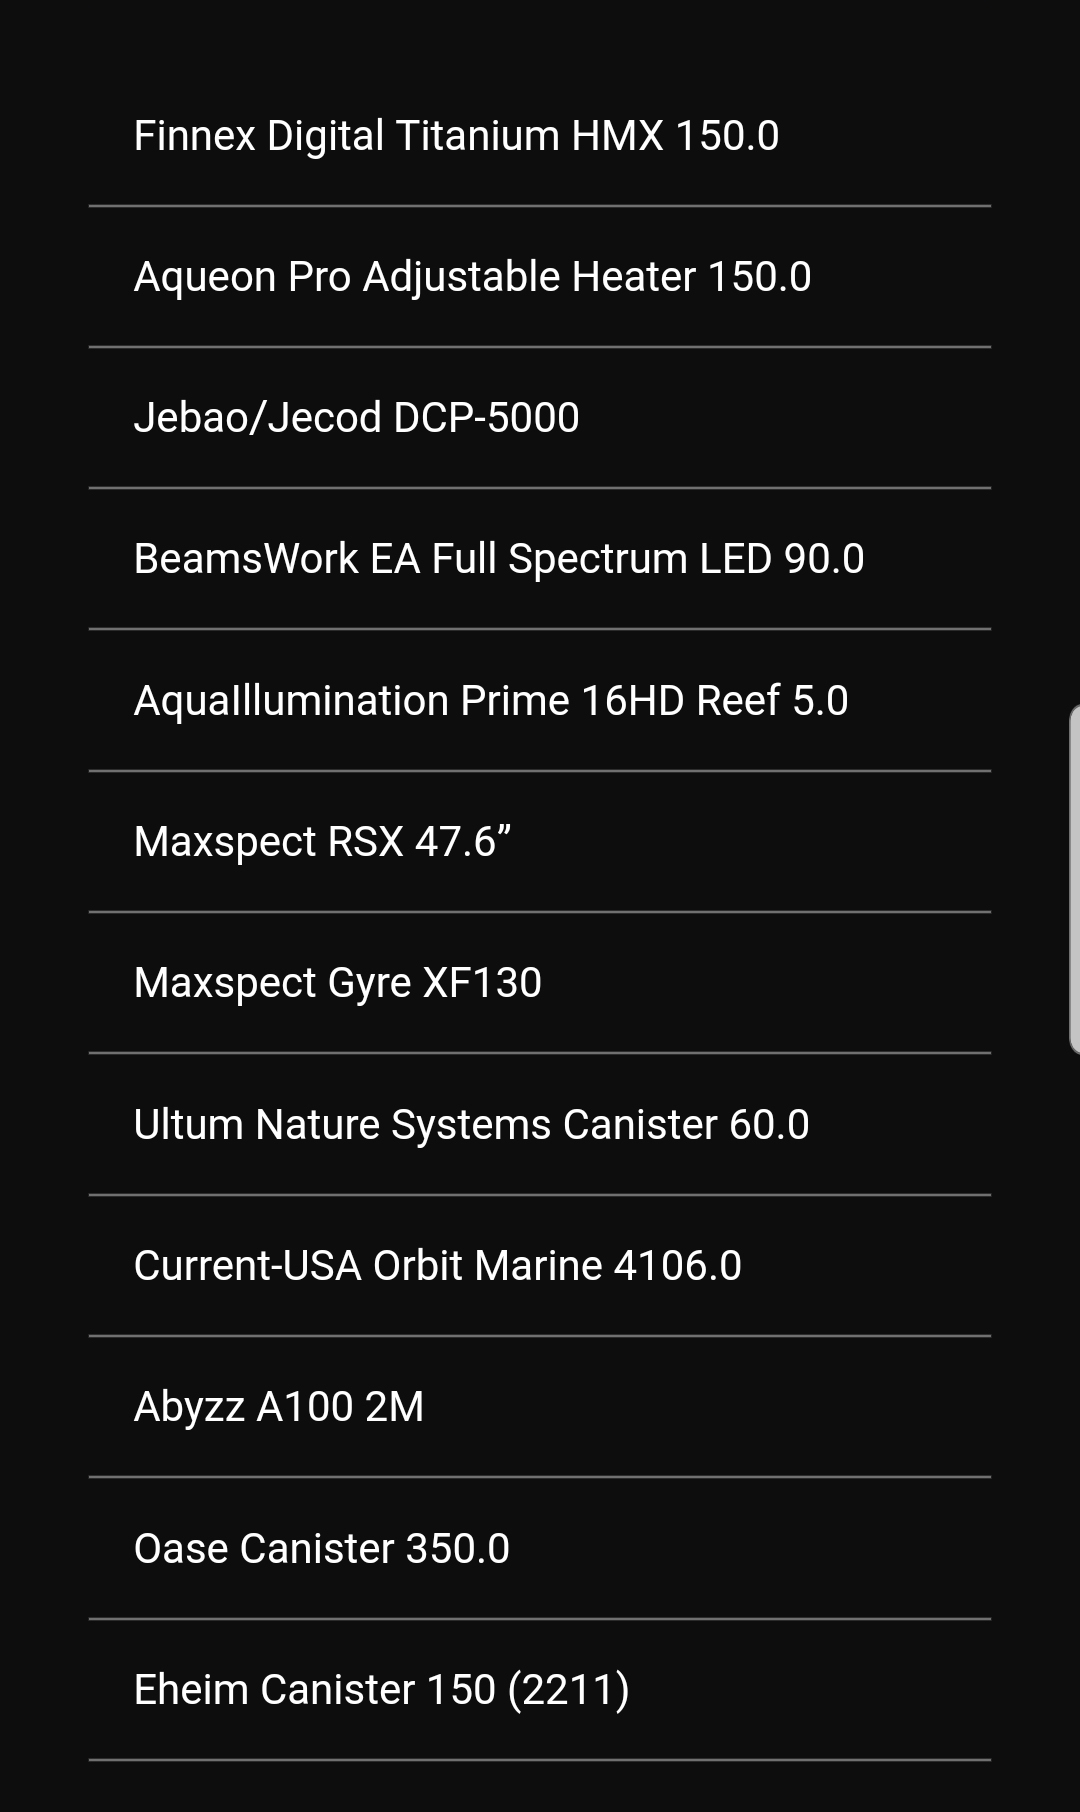 Finnex Digital Titanium HMX 150.0
Aqueon Pro Adjustable Heater 150.0
Jebao/Jecod DCP-5000
BeamsWork EA Full Spectrum LED 90.0
AquaIllumination Prime 16HD Reef 5.0
Maxspect RSX 47.6”
Maxspect Gyre XF130
Ultum Nature Systems Canister 60.0
Current-USA Orbit Marine 4106.0
Abyzz A100 2M
Oase Canister 350.0
Eheim Canister 150 (2211)